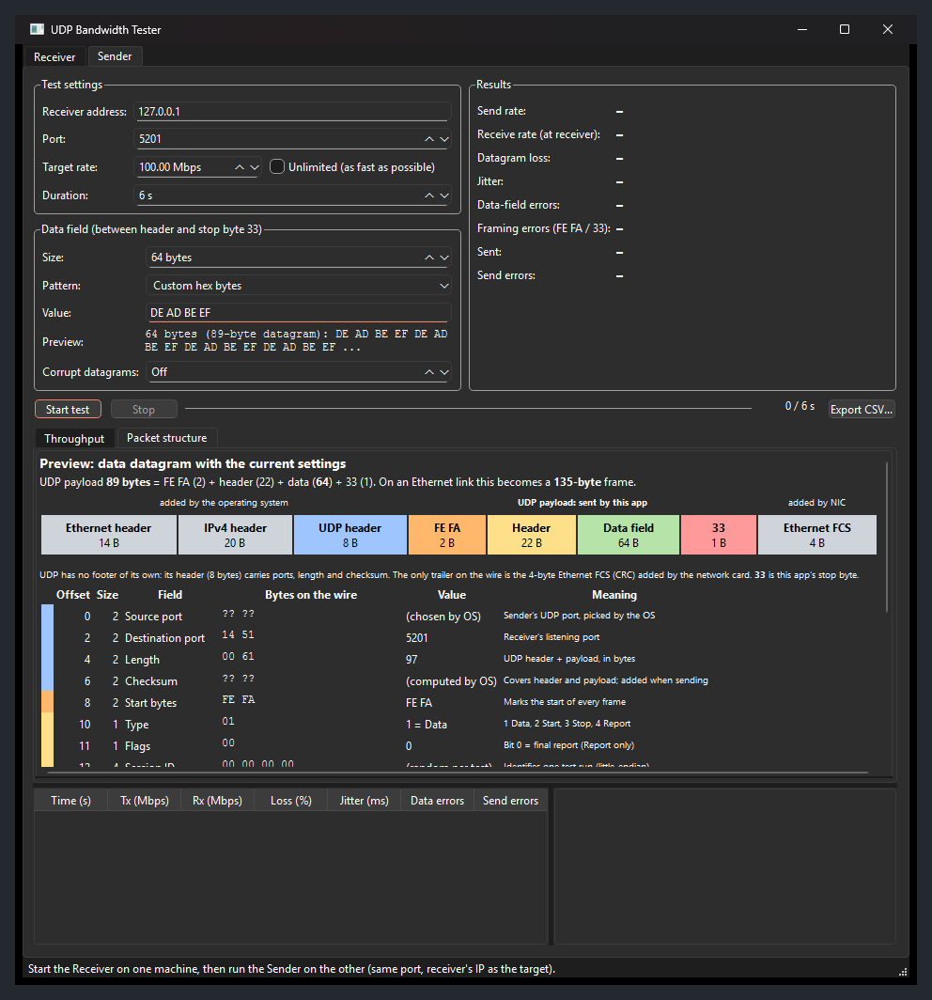 UDP Bandwidth Tester
Receiver Sender
Test settings
Receiver address: 127.0.0.1
Port: 5201
Target rate: 100.00 Mbps Unlimited (as fast as possible)
Duration: 6 s
Data field (between header and stop byte 33)
Size: 64 bytes
Pattern: Custom hex bytes
Value: DE AD BE EF
Preview: 64 bytes (89-byte datagram): DE AD BE EF DE AD
BE EF DE AD BE EF DE AD BE EF ...
Corrupt datagrams: Off
Results
Send rate: –
Receive rate (at receiver): –
Datagram loss: –
Jitter: –
Data-field errors: –
Framing errors (FE FA / 33): –
Sent: –
Send errors: –
Start test Stop 0 / 6 s Export CSV...
Throughput Packet structure
Preview: data datagram with the current settings
UDP payload 89 bytes = FE FA (2) + header (22) + data (64) + 33 (1). On an Ethernet link this becomes a 135-byte frame.
added by the operating system UDP payload: sent by this app added by NIC
Ethernet header IPv4 header UDP header FE FA Header Data field 33 Ethernet FCS
14 B 20 B 8 B 2 B 22 B 64 B 1 B 4 B
UDP has no footer of its own: its header (8 bytes) carries ports, length and checksum. The only trailer on the wire is the 4-byte Ethernet FCS (CRC) added by the network card. 33 is this app's stop byte.
Offset Size Field Bytes on the wire Value Meaning
0 2 Source port ?? ?? (chosen by OS) Sender's UDP port, picked by the OS
2 2 Destination port 14 51 5201 Receiver's listening port
4 2 Length 00 61 97 UDP header + payload, in bytes
6 2 Checksum ?? ?? (computed by OS) Covers header and payload; added when sending
8 2 Start bytes FE FA FE FA Marks the start of every frame
10 1 Type 01 1 = Data 1 Data, 2 Start, 3 Stop, 4 Report
11 1 Flags 00 0 Bit 0 = final report (Report only)
12 4 Session ID 00 00 00 00 (random per test) Identifies one test run (little-endian)
Time (s) Tx (Mbps) Rx (Mbps) Loss (%) Jitter (ms) Data errors Send errors
Start the Receiver on one machine, then run the Sender on the other (same port, receiver's IP as the target).